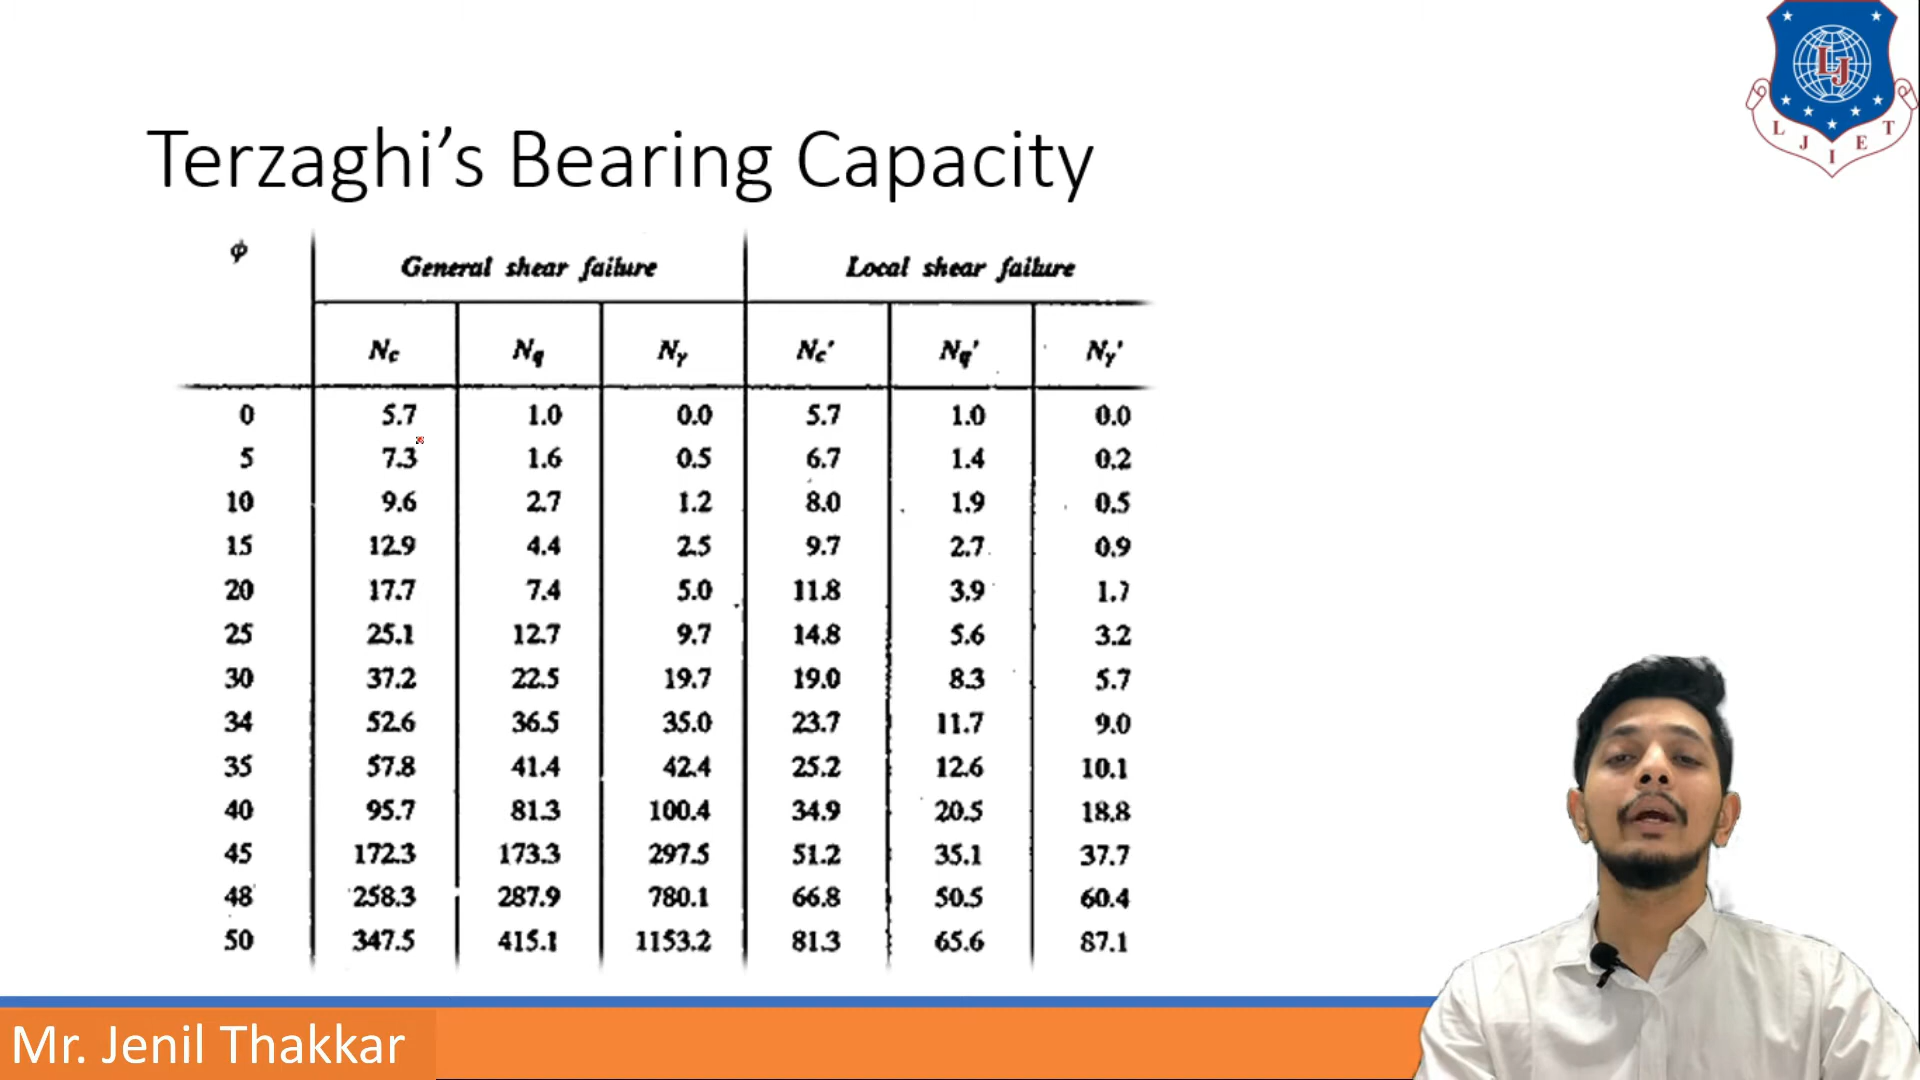 L J I E T
LJ
Terzaghi’s Bearing Capacity
φ General shear failure Local shear failure
Nc Nq Nγ Nc' Nq' Nγ'
0 5.7 1.0 0.0 5.7 1.0 0.0
5 7.3 1.6 0.5 6.7 1.4 0.2
10 9.6 2.7 1.2 8.0 1.9 0.5
15 12.9 4.4 2.5 9.7 2.7 0.9
20 17.7 7.4 5.0 11.8 3.9 1.7
25 25.1 12.7 9.7 14.8 5.6 3.2
30 37.2 22.5 19.7 19.0 8.3 5.7
34 52.6 36.5 35.0 23.7 11.7 9.0
35 57.8 41.4 42.4 25.2 12.6 10.1
40 95.7 81.3 100.4 34.9 20.5 18.8
45 172.3 173.3 297.5 51.2 35.1 37.7
48 258.3 287.9 780.1 66.8 50.5 60.4
50 347.5 415.1 1153.2 81.3 65.6 87.1
Mr. Jenil Thakkar